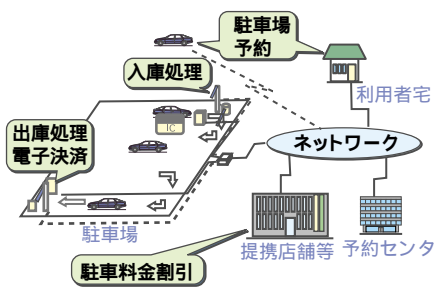 駐車場
予約
入庫処理
利用者宅
IC
出庫処理
電子決済
ネットワーク
駐車場
提携店舗等
予約センタ
駐車料金割引